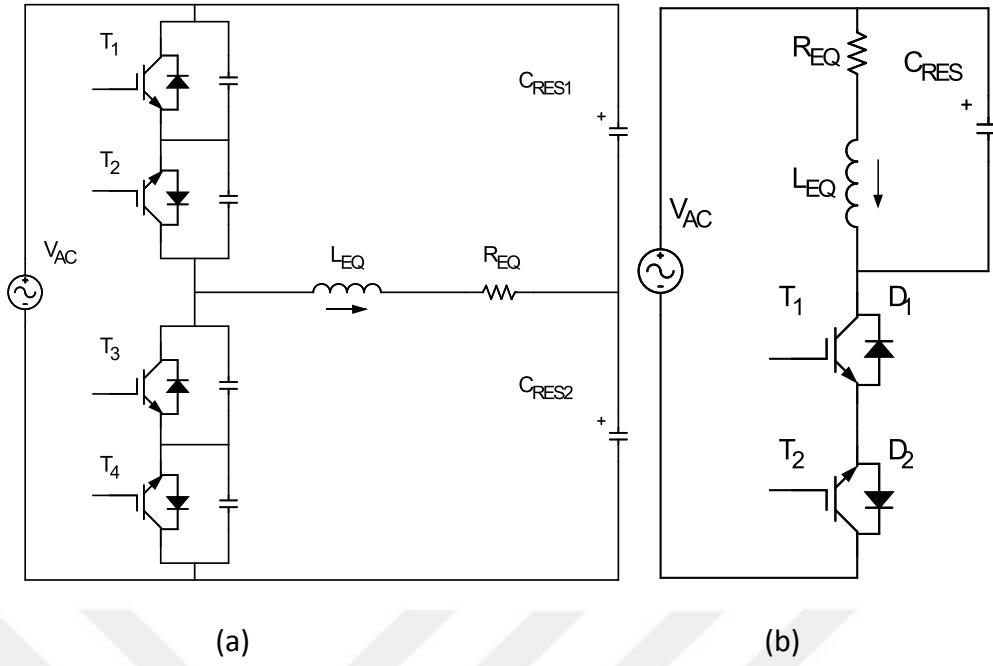 T1
T2
VAC
LEQ
REQ
CRES1
T3
CRES2
T4
(a)
REQ
CRES
LEQ
VAC
T1
D1
T2
D2
(b)